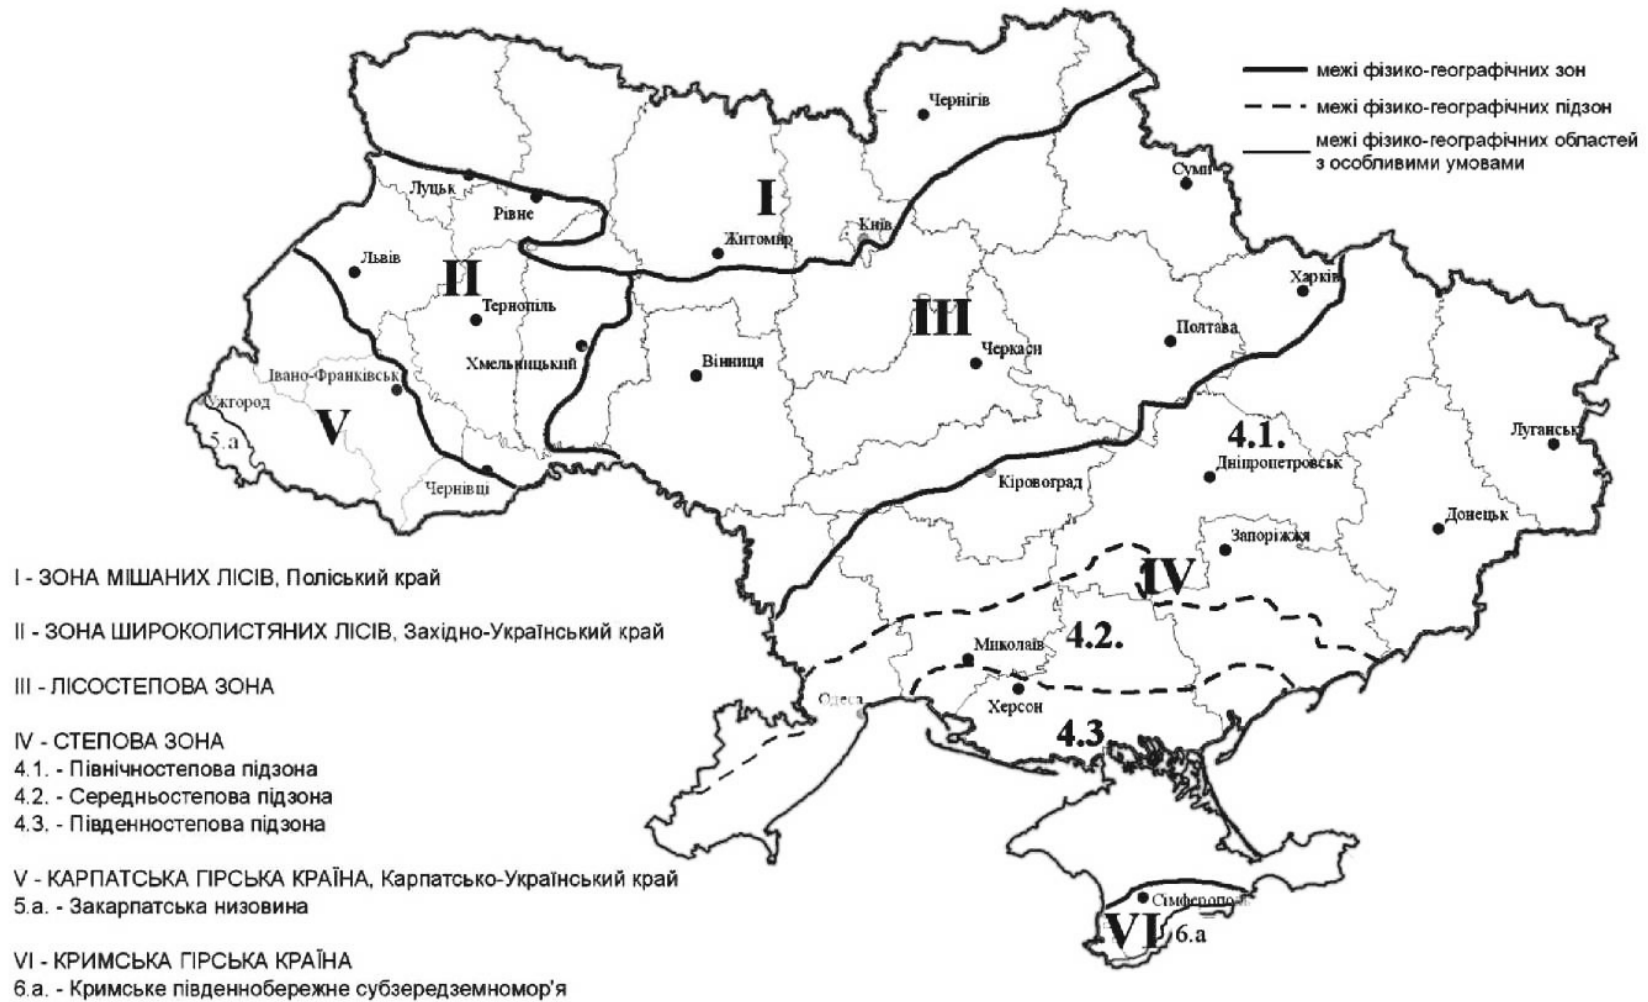 межі фізико-географічних зон
межі фізико-географічних підзон
межі фізико-географічних областей
з особливими умовами
Чернігів
Суми
Луцьк
Рівне
I
Київ
Житомир
Львів
II
Тернопіль
Хмельницький
Вінниця
III
Черкаси
Полтава
Харків
Івано-Франківськ
Ужгород
V
5.а
Чернівці
4.1.
Дніпропетровськ
Луганськ
Кіровоград
Донецьк
Запоріжжя
IV
4.2.
Миколаїв
Херсон
Одеса
4.3
Сімферополь
VI
6.а
I - ЗОНА МІШАНИХ ЛІСІВ, Поліський край
II - ЗОНА ШИРОКОЛИСТЯНИХ ЛІСІВ, Західно-Український край
III - ЛІСОСТЕПОВА ЗОНА
IV - СТЕПОВА ЗОНА
4.1. - Північностепова підзона
4.2. - Середньостепова підзона
4.3. - Південностепова підзона
V - КАРПАТСЬКА ГІРСЬКА КРАЇНА, Карпатсько-Український край
5.а. - Закарпатська низовина
VI - КРИМСЬКА ГІРСЬКА КРАЇНА
6.а. - Кримське південнобережне субзередземномор'я